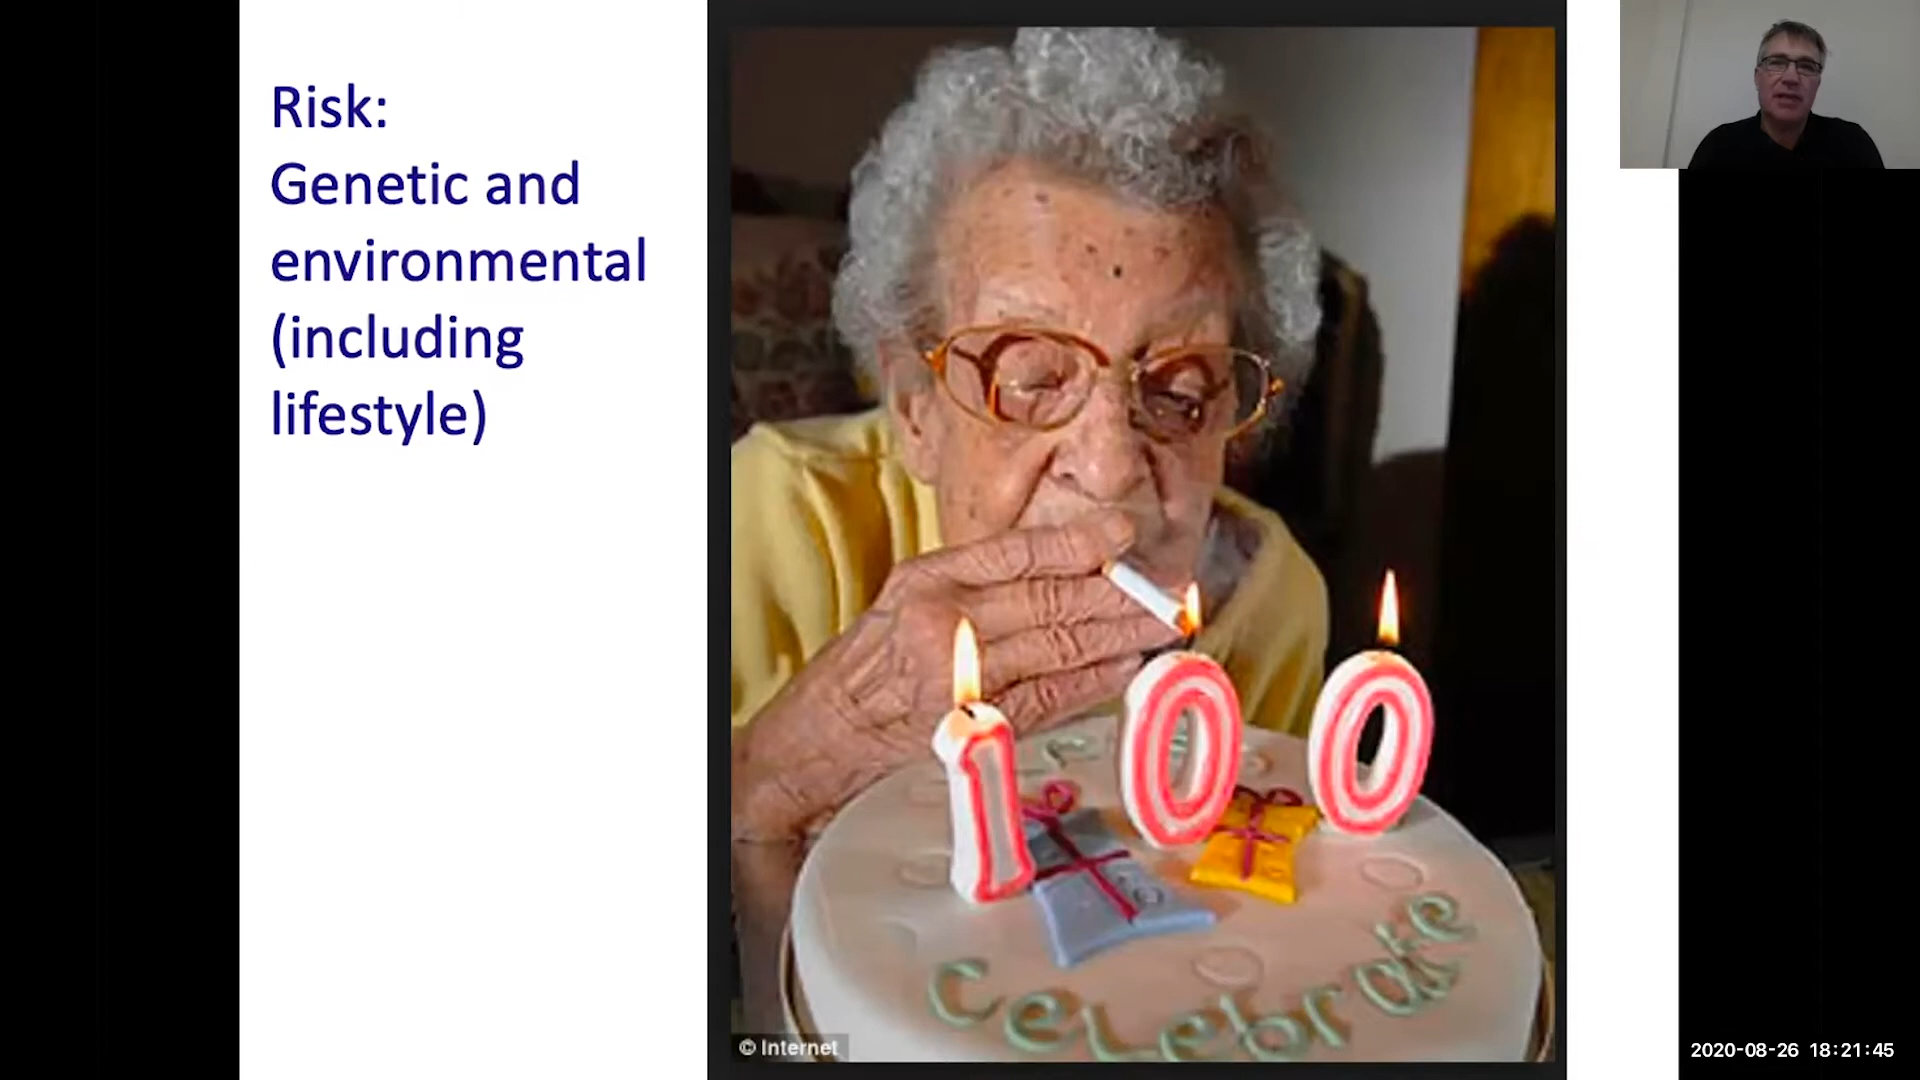 Risk:
Genetic and
environmental
(including
lifestyle)
100
Celebrate
© Internet
2020-08-26 18:21:45